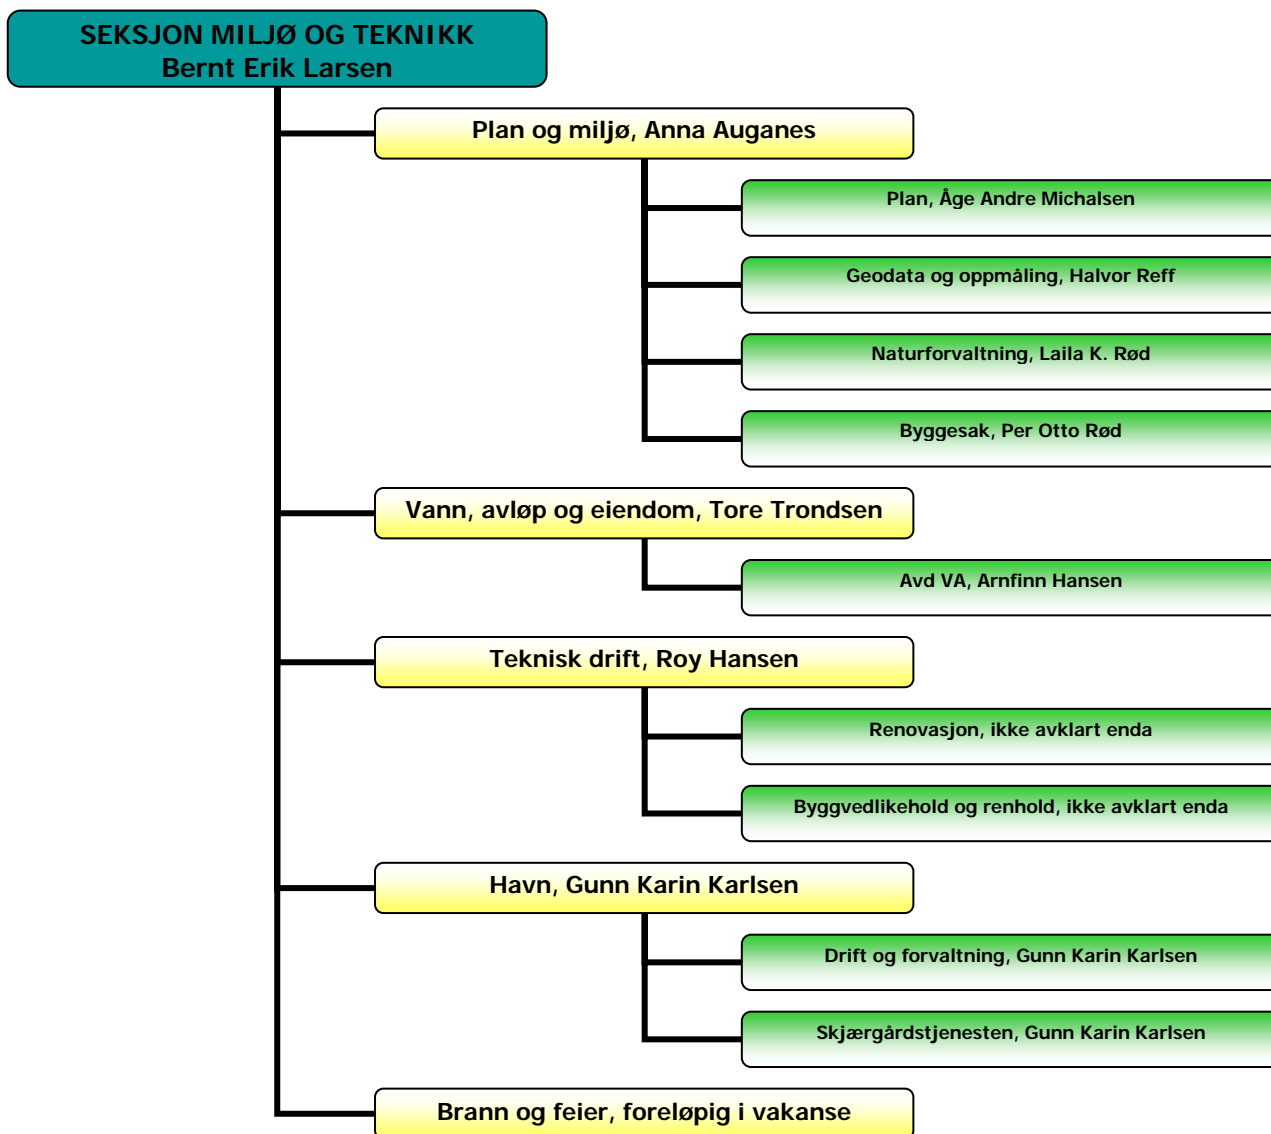 SEKSJON MILJØ OG TEKNIKK
Bernt Erik Larsen
Plan og miljø, Anna Auganes
Plan, Åge Andre Michalsen
Geodata og oppmåling, Halvor Reff
Naturforvaltning, Laila K. Rød
Byggesak, Per Otto Rød
Vann, avløp og eiendom, Tore Trondsen
Avd VA, Arnfinn Hansen
Teknisk drift, Roy Hansen
Renovasjon, ikke avklart enda
Byggvedlikehold og renhold, ikke avklart enda
Havn, Gunn Karin Karlsen
Drift og forvaltning, Gunn Karin Karlsen
Skjærgårdstjenesten, Gunn Karin Karlsen
Brann og feier, foreløpig i vakanse